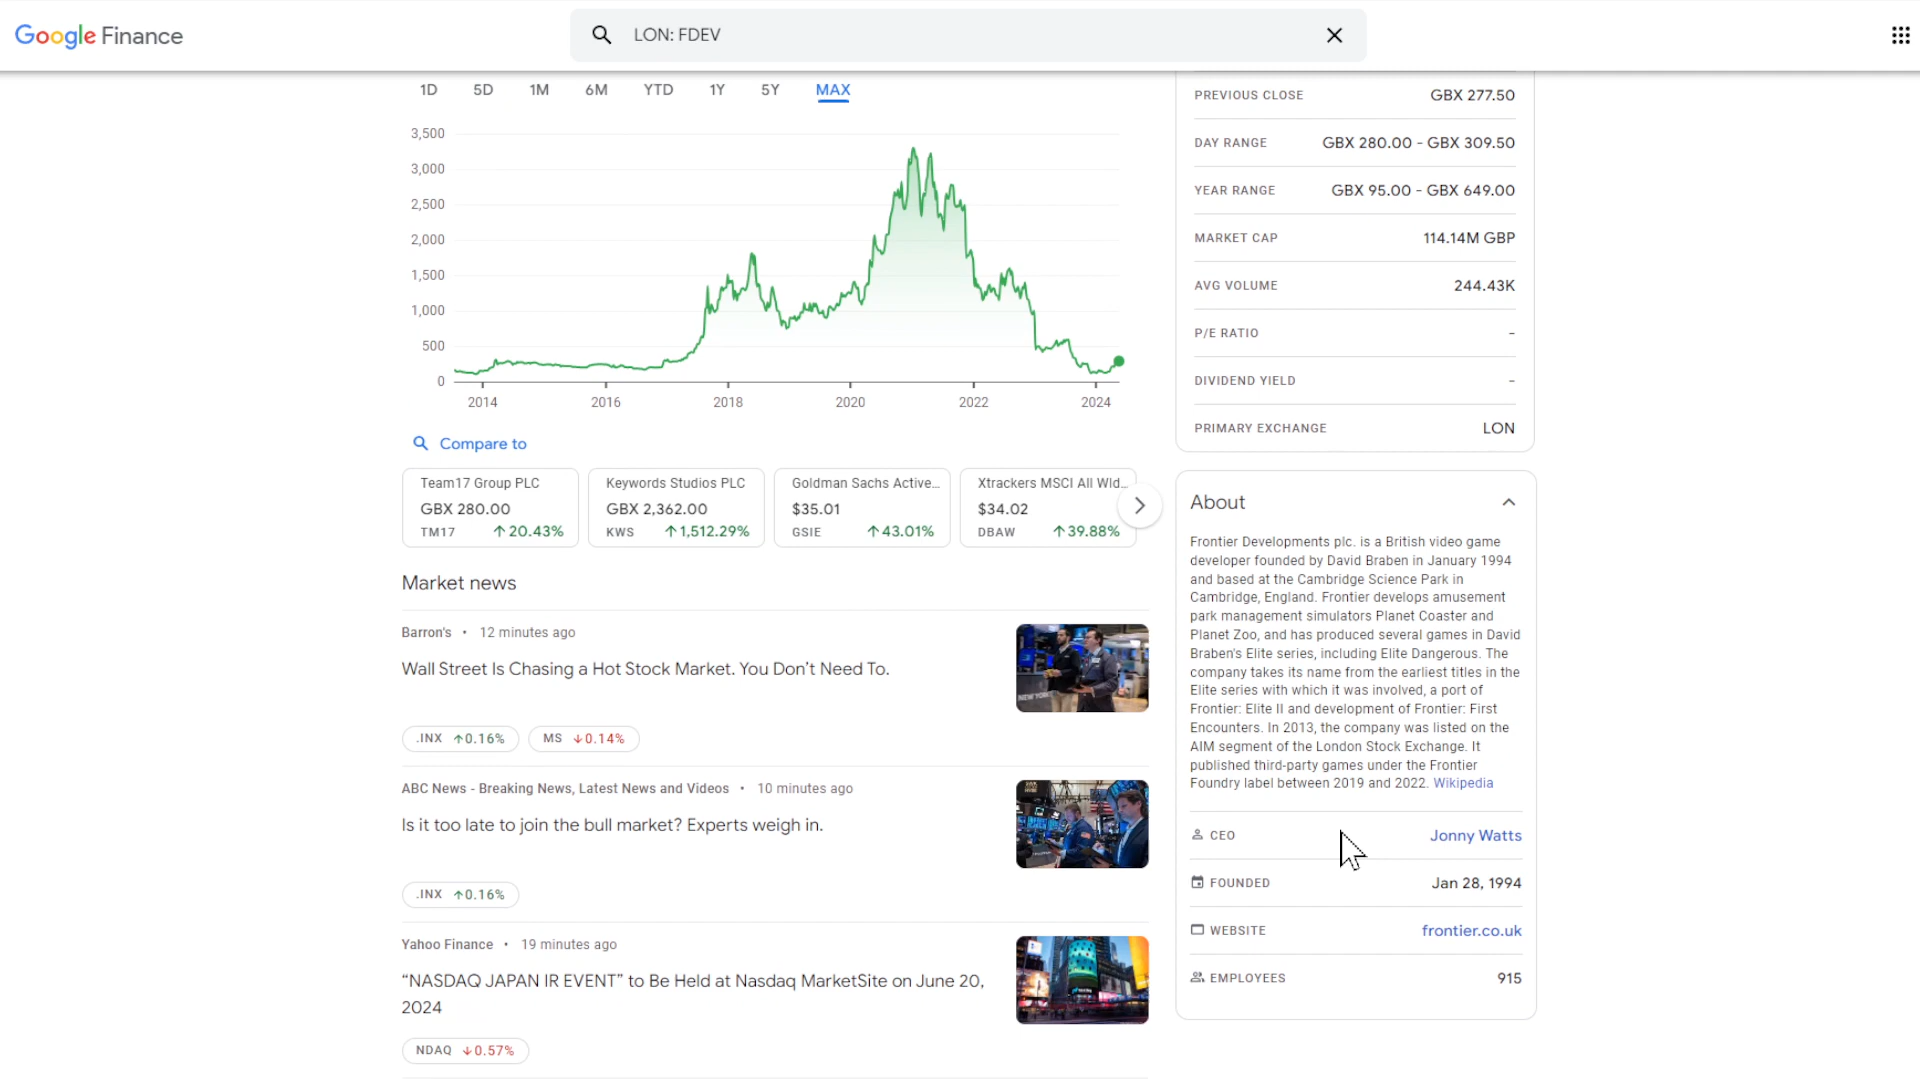 Google Finance
LON: FDEV
1D 5D 1M 6M YTD 1Y 5Y MAX
3,500
3,000
2,500
2,000
1,500
1,000
500
0
2014 2016 2018 2020 2022 2024
Compare to
Team17 Group PLC
GBX 280.00
TM17 ↑20.43%
Keywords Studios PLC
GBX 2,362.00
KWS ↑1,512.29%
Goldman Sachs Active...
$35.01
GSIE ↑43.01%
Xtrackers MSCI All Wld...
$34.02
DBAW ↑39.88%
Market news
Barron's • 12 minutes ago
Wall Street Is Chasing a Hot Stock Market. You Don't Need To.
.INX ↑0.16% MS ↓0.14%
ABC News - Breaking News, Latest News and Videos • 10 minutes ago
Is it too late to join the bull market? Experts weigh in.
.INX ↑0.16%
Yahoo Finance • 19 minutes ago
“NASDAQ JAPAN IR EVENT” to Be Held at Nasdaq MarketSite on June 20,
2024
NDAQ ↓0.57%
PREVIOUS CLOSE GBX 277.50
DAY RANGE GBX 280.00 - GBX 309.50
YEAR RANGE GBX 95.00 - GBX 649.00
MARKET CAP 114.14M GBP
AVG VOLUME 244.43K
P/E RATIO -
DIVIDEND YIELD -
PRIMARY EXCHANGE LON
About
Frontier Developments plc. is a British video game
developer founded by David Braben in January 1994
and based at the Cambridge Science Park in
Cambridge, England. Frontier develops amusement
park management simulators Planet Coaster and
Planet Zoo, and has produced several games in David
Braben's Elite series, including Elite Dangerous. The
company takes its name from the earliest titles in the
Elite series with which it was involved, a port of
Frontier: Elite II and development of Frontier: First
Encounters. In 2013, the company was listed on the
AIM segment of the London Stock Exchange. It
published third-party games under the Frontier
Foundry label between 2019 and 2022. Wikipedia
CEO Jonny Watts
FOUNDED Jan 28, 1994
WEBSITE frontier.co.uk
EMPLOYEES 915